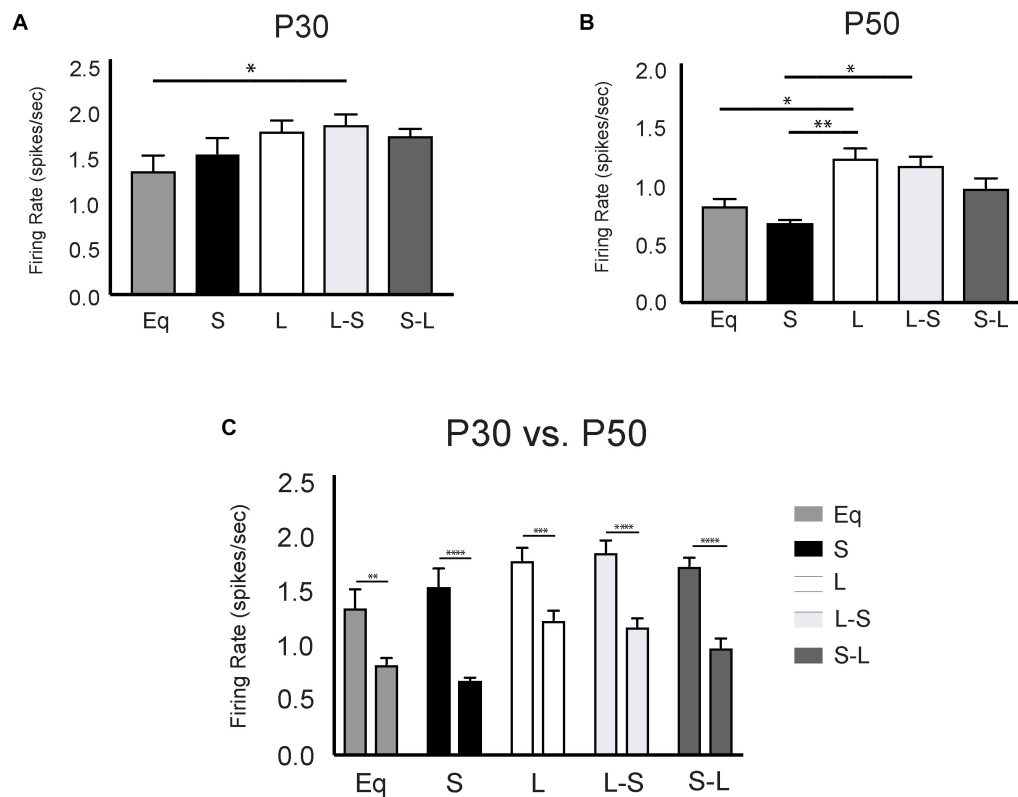 A
P30
Firing Rate (spikes/sec)
2.5
2.0
1.5
1.0
0.5
0.0
*
Eq S L L-S S-L
B
P50
Firing Rate (spikes/sec)
2.0
1.5
1.0
0.5
0.0
*
*
**
Eq S L L-S S-L
C
P30 vs. P50
Firing Rate (spikes/sec)
2.5
2.0
1.5
1.0
0.5
0.0
** **** *** **** ****
Eq S L L-S S-L
Eq
S
L
L-S
S-L